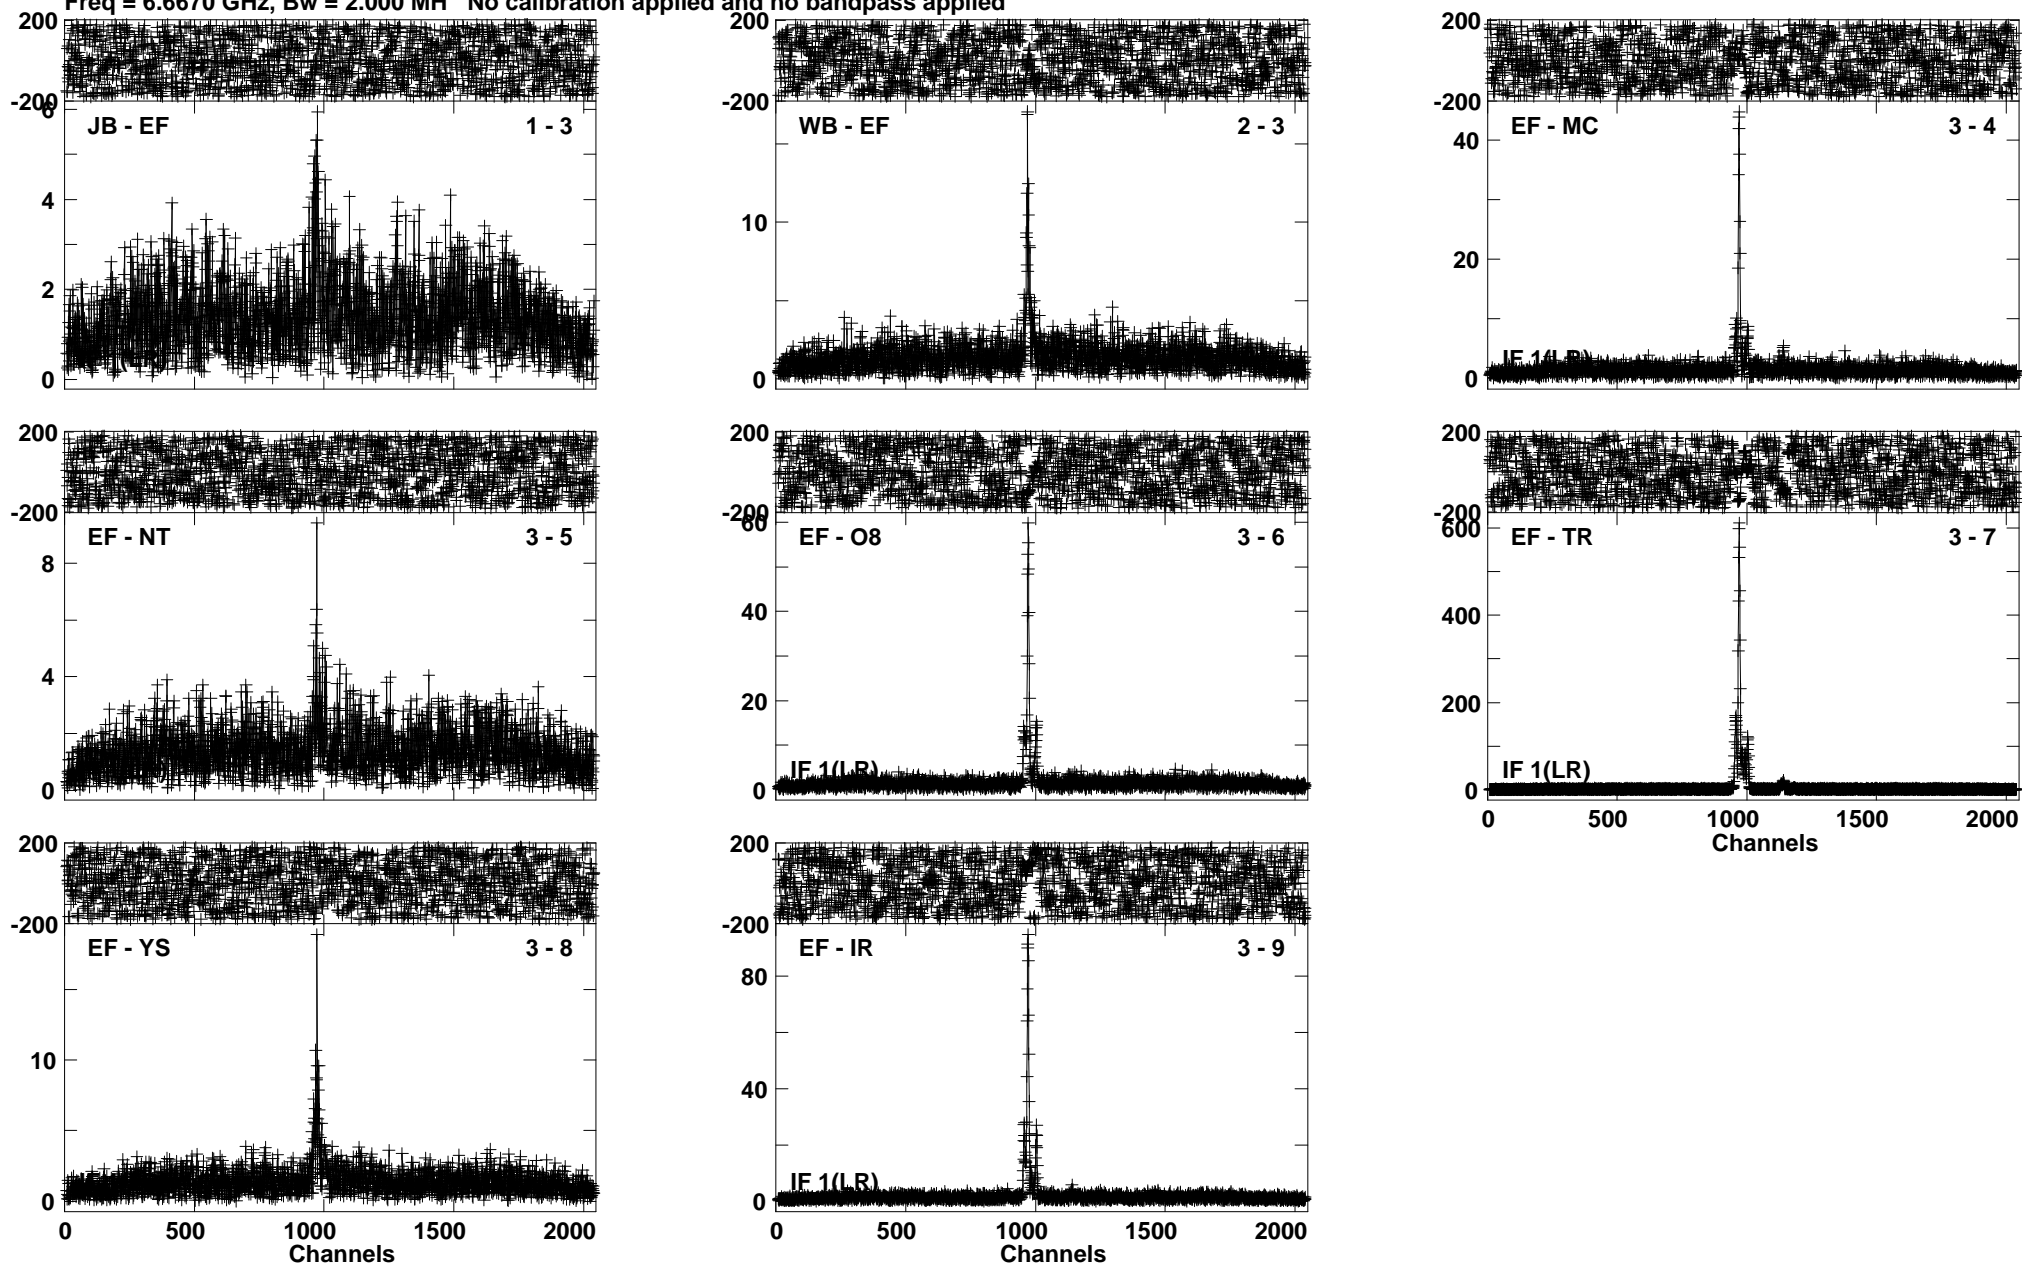 Freq = 6.6670 GHz, Bw = 2.000 MH No calibration applied and no bandpass applied
200
-200
JB - EF 1 - 3
6
4
2
0
200
-200
WB - EF 2 - 3
10
0
200
-200
EF - MC 3 - 4
40
20
0
IF 1(LR)
200
-200
EF - NT 3 - 5
8
4
0
200
-200
EF - O8 3 - 6
60
40
20
0
IF 1(LR)
200
-200
EF - TR 3 - 7
600
400
200
0
IF 1(LR)
0 500 1000 1500 2000
Channels
200
-200
EF - YS 3 - 8
10
0
0 500 1000 1500 2000
Channels
200
-200
EF - IR 3 - 9
80
40
0
IF 1(LR)
0 500 1000 1500 2000
Channels